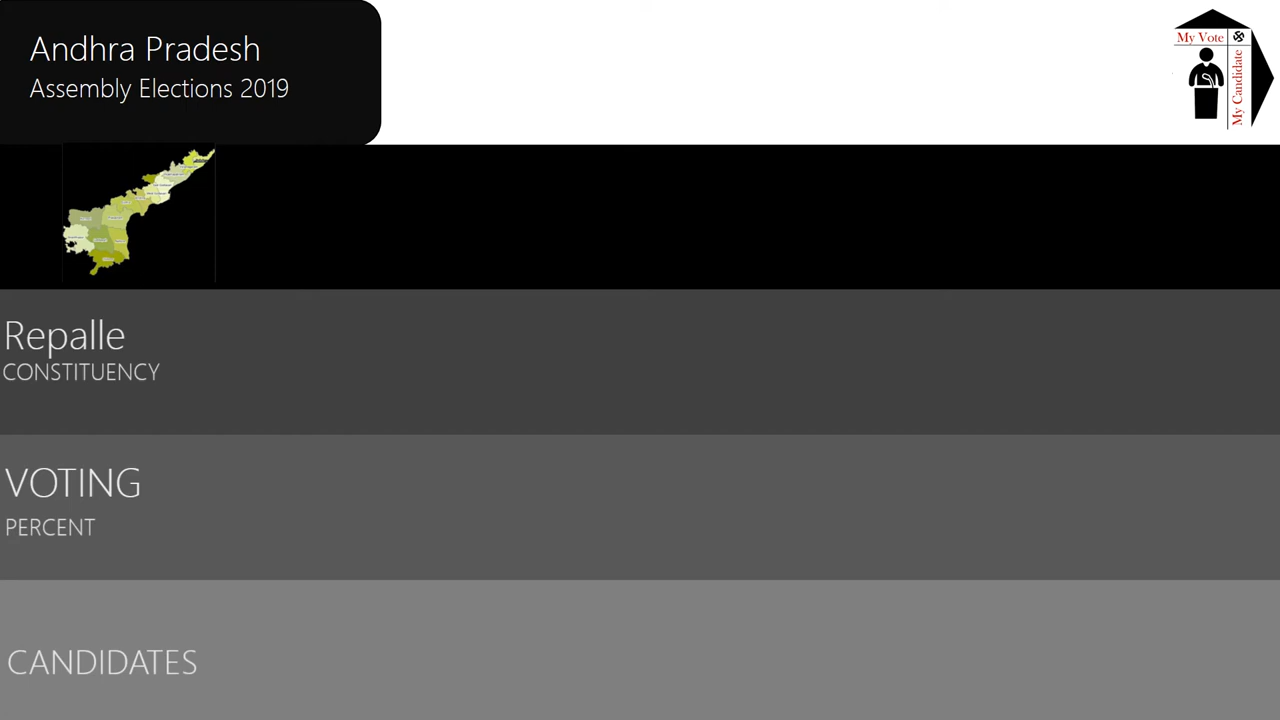 Andhra Pradesh
Assembly Elections 2019
My Vote
My Candidate
Repalle
CONSTITUENCY
VOTING
PERCENT
CANDIDATES